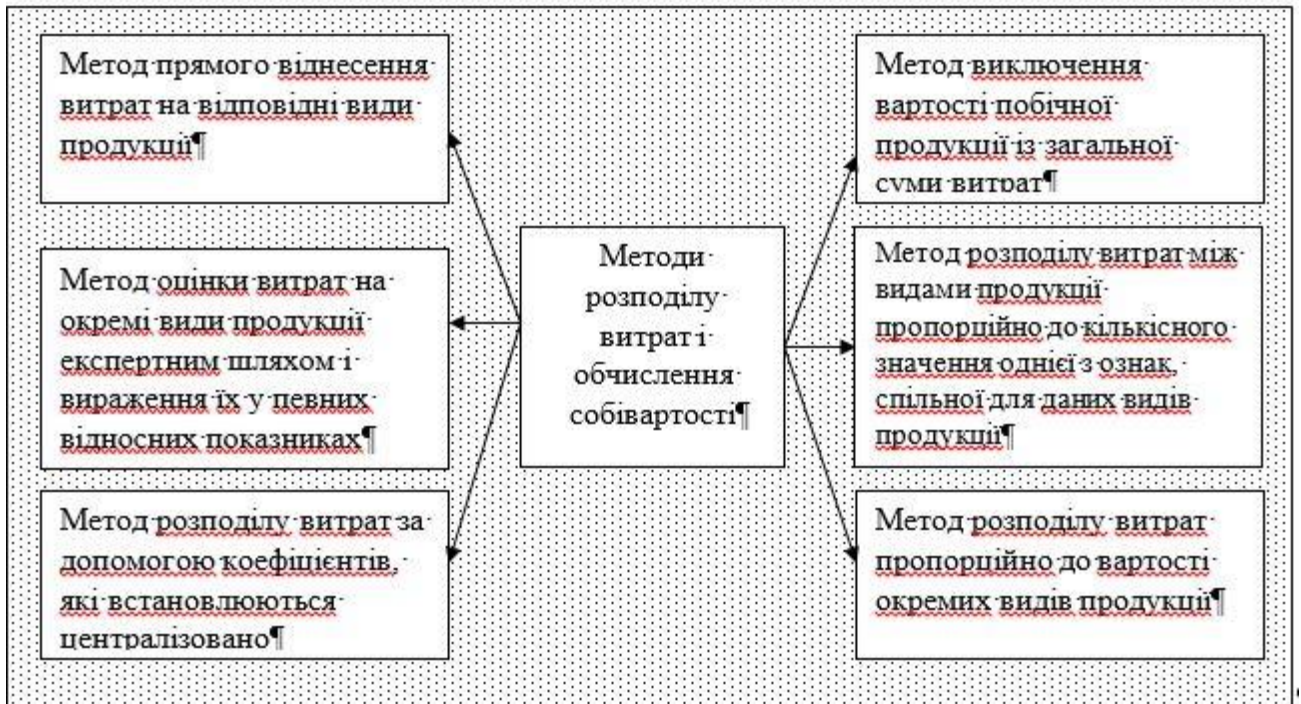 Метод прямого віднесення
витрат на відповідні види
продукції¶
Метод оцінки витрат на
окремі види продукції
експертним шляхом і
вираження їх у певних
відносних показниках¶
Метод розподілу витрат за
допомогою коефіцієнтів,
які встановлюються
централізовано¶
Методи
розподілу
витрат і
обчислення
собівартості¶
Метод виключення
вартості побічної
продукції із загальної
суми витрат¶
Метод розподілу витрат між
видами продукції
пропорційно до кількісного
значення однієї з ознак,
спільної для даних видів
продукції¶
Метод розподілу витрат
пропорційно до вартості
окремих видів продукції¶